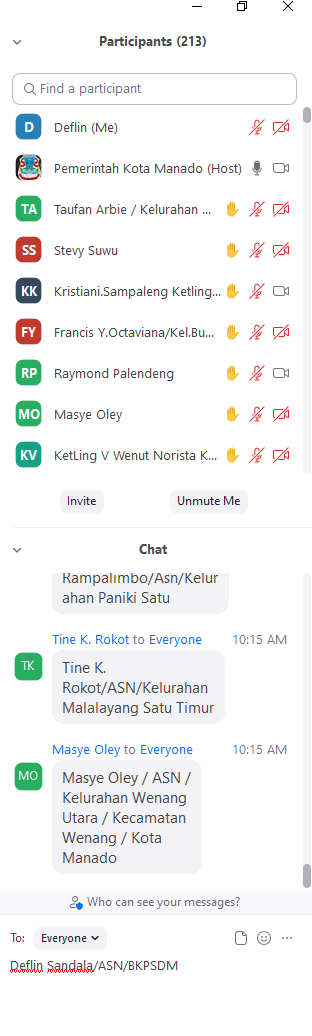 Participants (213)
Find a participant
D Deflin (Me)
Pemerintah Kota Manado (Host)
TA Taufan Arbie / Kelurahan ...
SS Stevy Suwu
KK Kristiani.Sampaleng Ketling...
FY Francis Y.Octaviana/Kel.Bu...
RP Raymond Palendeng
MO Masye Oley
KV KetLing V Wenut Norista K...
Invite Unmute Me
Chat
Rampalimbo/Asn/Kelur
ahan Paniki Satu
Tine K. Rokot to Everyone 10:15 AM
TK Tine K.
Rokot/ASN/Kelurahan
Malalayang Satu Timur
Masye Oley to Everyone 10:15 AM
MO Masye Oley / ASN /
Kelurahan Wenang
Utara / Kecamatan
Wenang / Kota
Manado
Who can see your messages?
To: Everyone
Deflin Sandala/ASN/BKPSDM